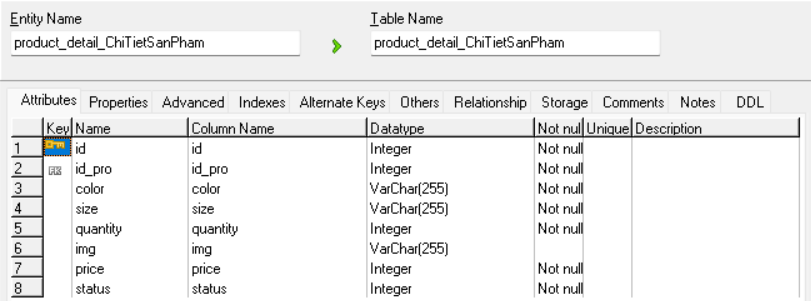 Entity Name Table Name
product_detail_ChiTietSanPham product_detail_ChiTietSanPham
Attributes Properties Advanced Indexes Alternate Keys Others Relationship Storage Comments Notes DDL
Key Name Column Name Datatype Not nul Unique Description
1 id id Integer Not null
2 FK id_pro id_pro Integer Not null
3 color color VarChar(255) Not null
4 size size VarChar(255) Not null
5 quantity quantity Integer Not null
6 img img VarChar(255)
7 price price Integer Not null
8 status status Integer Not null